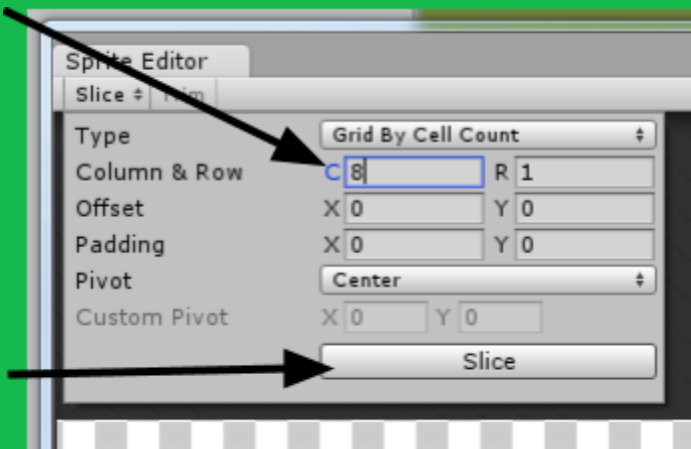 Sprite Editor
Slice Trim
Type Grid By Cell Count
Column & Row C 8 R 1
Offset X 0 Y 0
Padding X 0 Y 0
Pivot Center
Custom Pivot X 0 Y 0
Slice